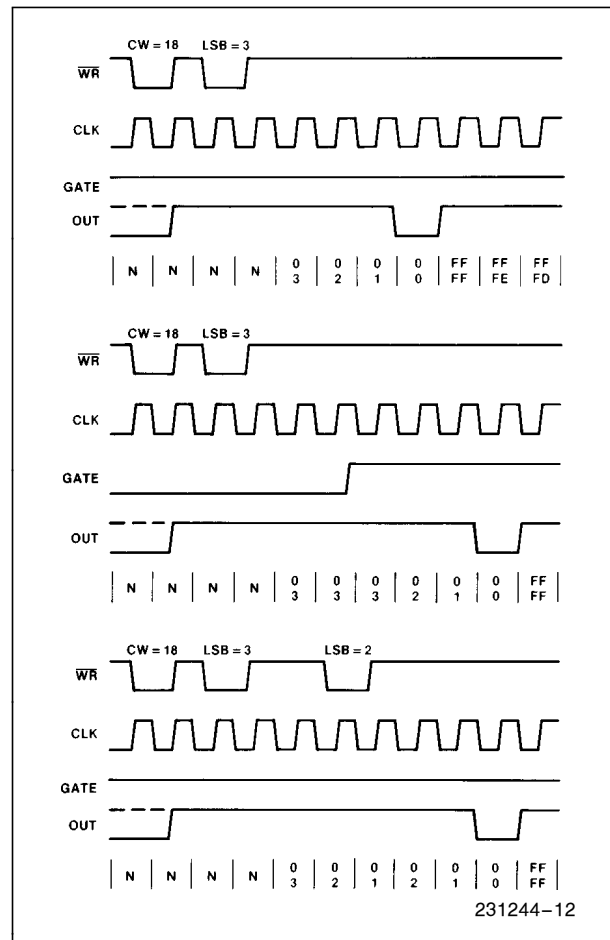 CW = 18 LSB = 3
WR
CLK
GATE
OUT
N N N N 0 0 0 0 FF FF FF
3 2 1 0 FF FE FD
CW = 18 LSB = 3
WR
CLK
GATE
OUT
N N N N 0 0 0 0 0 0 FF
3 3 3 2 1 0 FF
CW = 18 LSB = 3 LSB = 2
WR
CLK
GATE
OUT
N N N N 0 0 0 0 0 0 FF
3 2 1 2 1 0 FF
231244–12